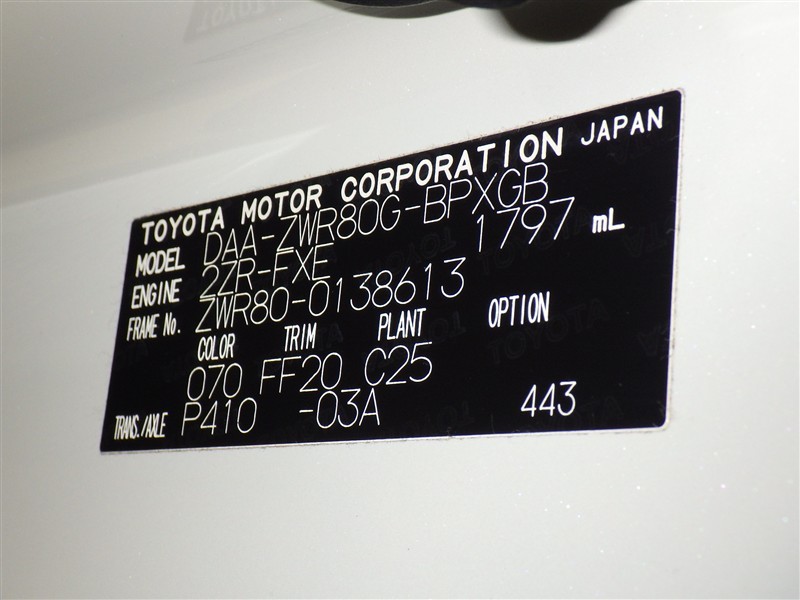 TOYOTA MOTOR CORPORATION JAPAN
MODEL DAA-ZWR80G-BPXGB
ENGINE 2ZR-FXE 1797 mL
FRAME No. ZWR80-0138613
COLOR TRIM PLANT OPTION
070 FF20 C25
TRANS./AXLE P410 -03A 443